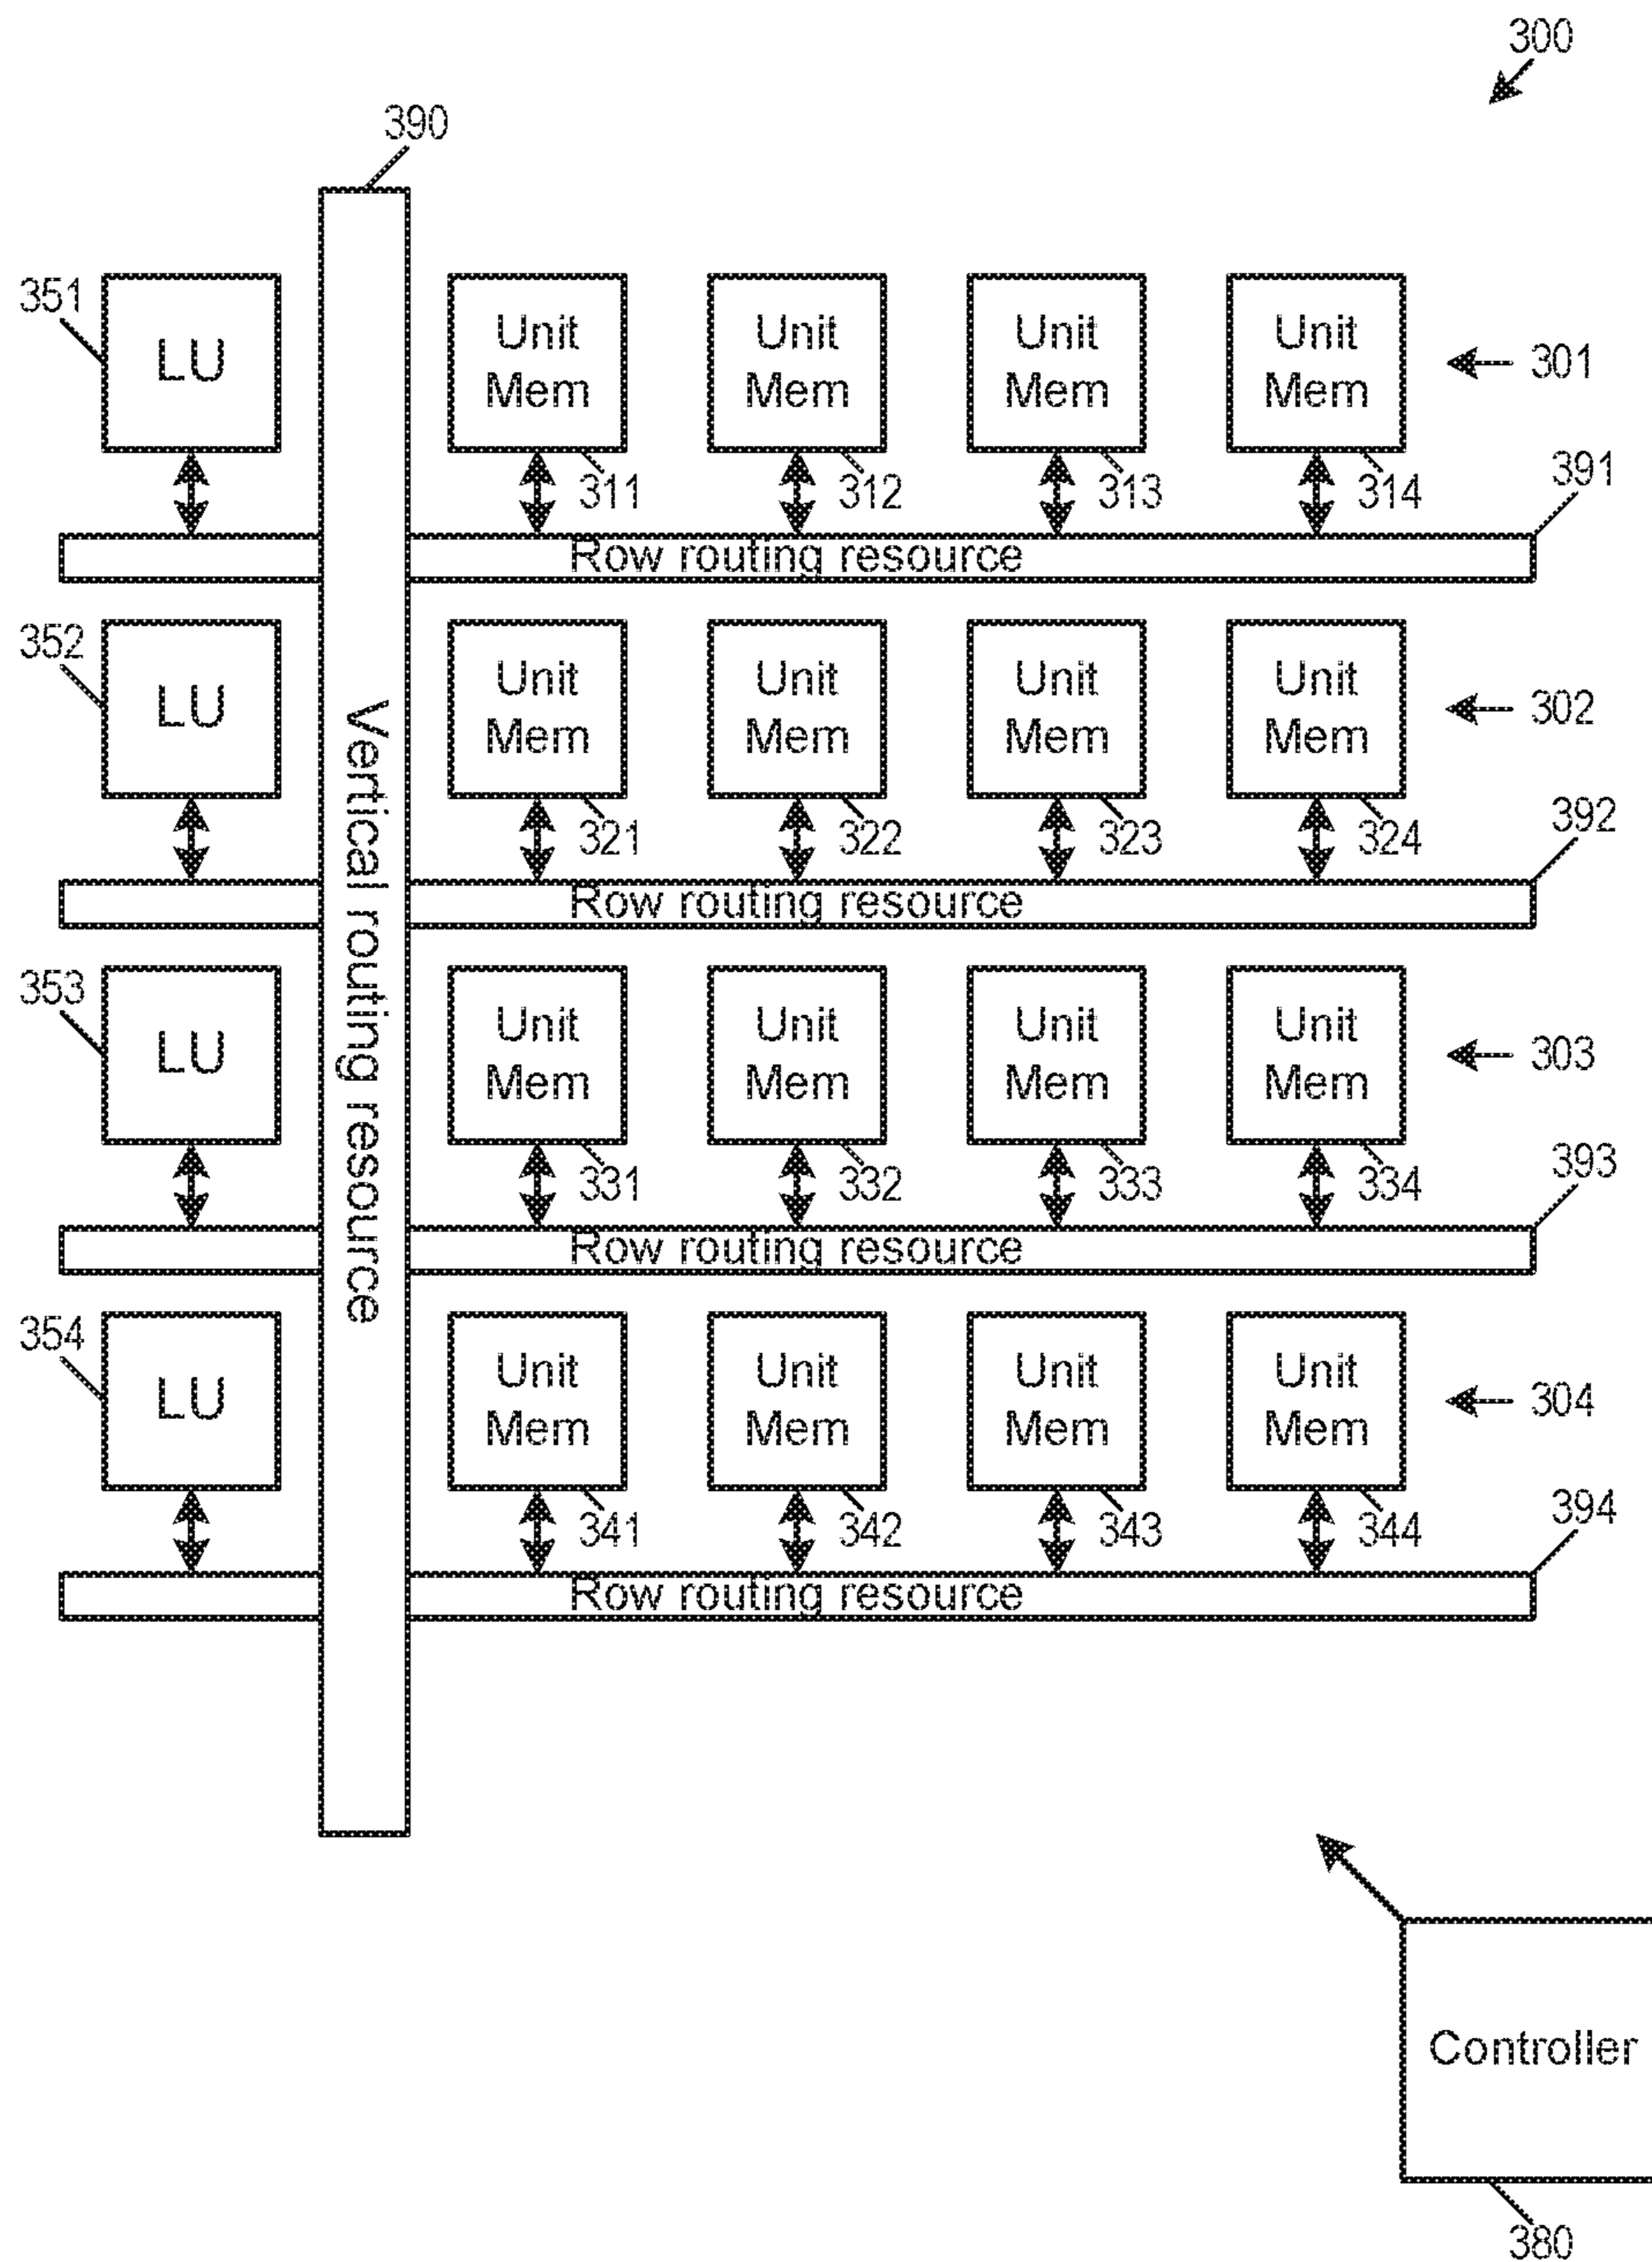 300
390
351
LU
Unit
Mem
Unit
Mem
Unit
Mem
Unit
Mem
301
311
312
313
314
391
Row routing resource
352
LU
Unit
Mem
Unit
Mem
Unit
Mem
Unit
Mem
302
321
322
323
324
392
Row routing resource
Vertical routing resource
353
LU
Unit
Mem
Unit
Mem
Unit
Mem
Unit
Mem
303
331
332
333
334
393
Row routing resource
354
LU
Unit
Mem
Unit
Mem
Unit
Mem
Unit
Mem
304
341
342
343
344
394
Row routing resource
Controller
380